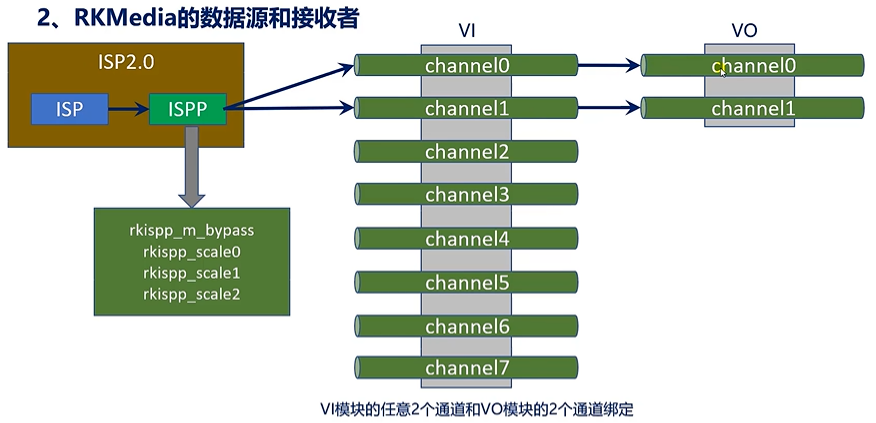 2、RKMedia的数据源和接收者
ISP2.0
ISP
ISPP
rkispp_m_bypass
rkispp_scale0
rkispp_scale1
rkispp_scale2
VI
channel0
channel1
channel2
channel3
channel4
channel5
channel6
channel7
VO
channel0
channel1
VI模块的任意2个通道和VO模块的2个通道绑定